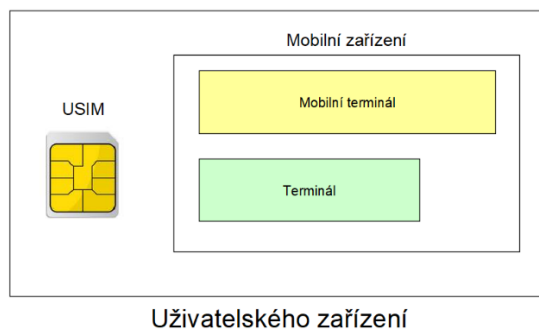 Mobilní zařízení
USIM
Mobilní terminál
Terminál
Uživatelského zařízení